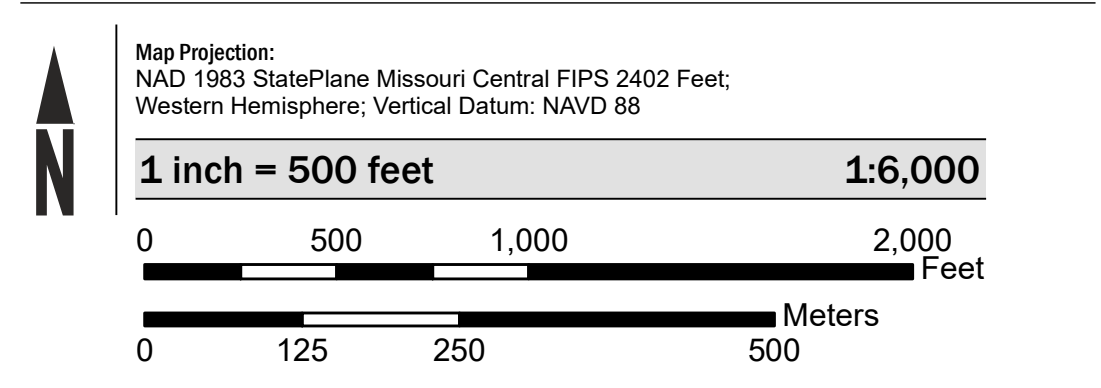 Map Projection:
NAD 1983 StatePlane Missouri Central FIPS 2402 Feet;
Western Hemisphere; Vertical Datum: NAVD 88
N
1 inch = 500 feet 1:6,000
0 500 1,000 2,000
Feet
Meters
0 125 250 500